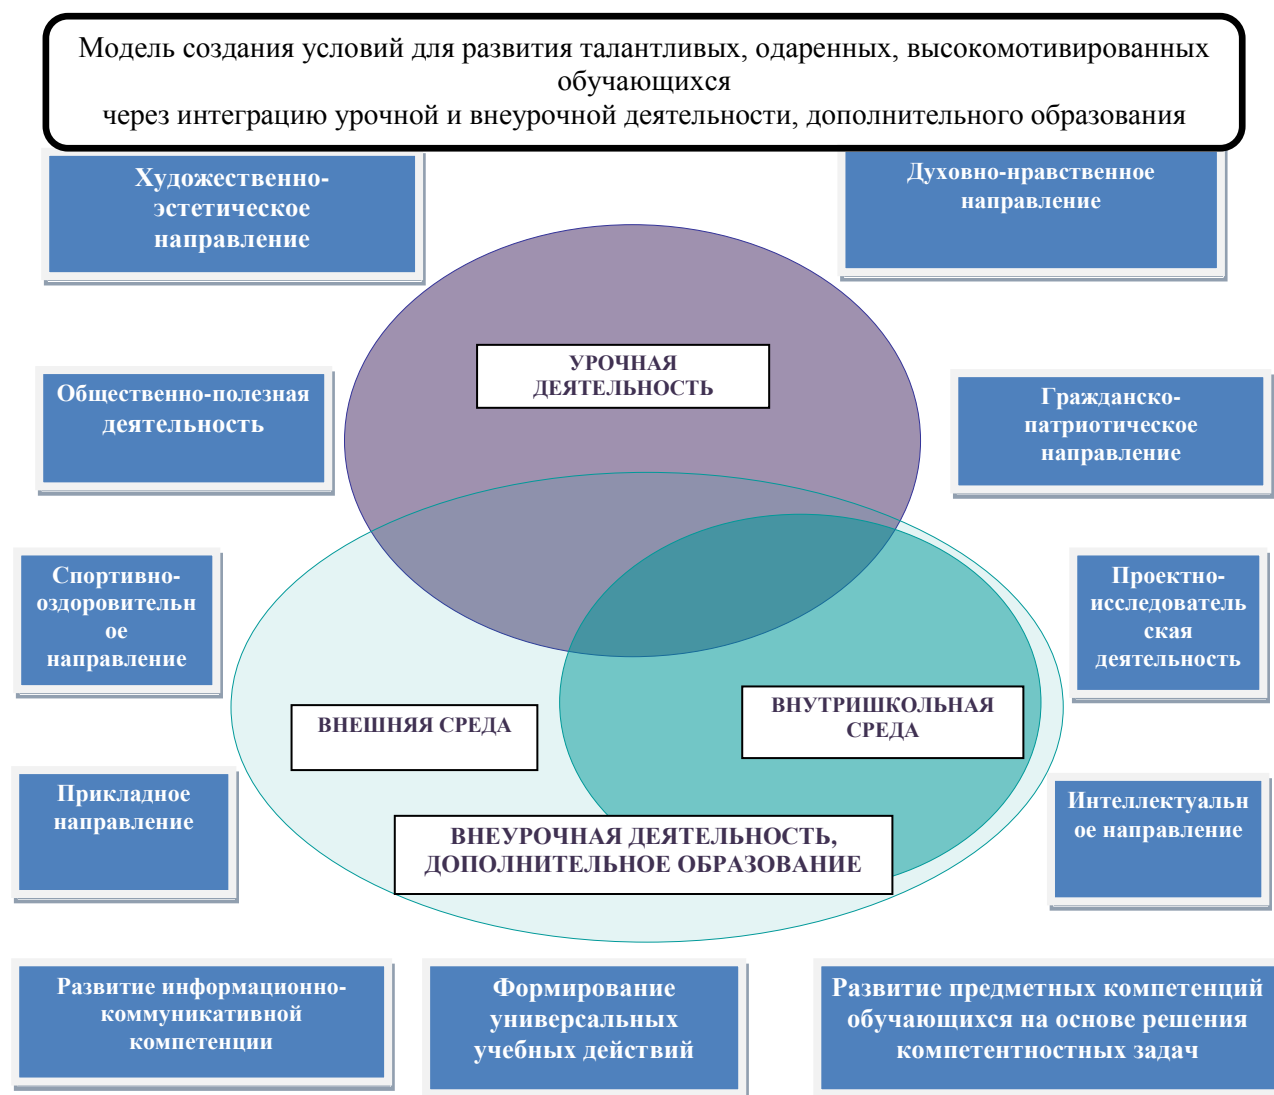 Модель создания условий для развития талантливых, одаренных, высокомотивированных
обучающихся
через интеграцию урочной и внеурочной деятельности, дополнительного образования
Художественно-
эстетическое
направление
Духовно-нравственное
направление
УРОЧНАЯ
ДЕЯТЕЛЬНОСТЬ
Общественно-полезная
деятельность
Гражданско-
патриотическое
направление
Спортивно-
оздоровительн
ое
направление
Проектно-
исследователь
ская
деятельность
ВНЕШНЯЯ СРЕДА
ВНУТРИШКОЛЬНАЯ
СРЕДА
Прикладное
направление
Интеллектуальн
ое направление
ВНЕУРОЧНАЯ ДЕЯТЕЛЬНОСТЬ,
ДОПОЛНИТЕЛЬНОЕ ОБРАЗОВАНИЕ
Развитие информационно-
коммуникативной
компетенции
Формирование
универсальных
учебных действий
Развитие предметных компетенций
обучающихся на основе решения
компетентностных задач